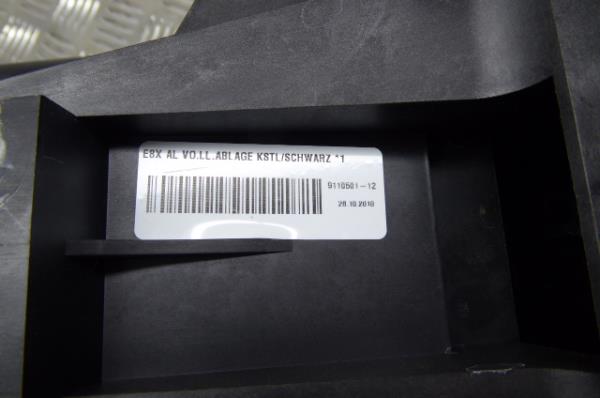 E8X AL VO.LL.ABLAGE KSTL/SCHWARZ *1
9110501-12
28.10.2010